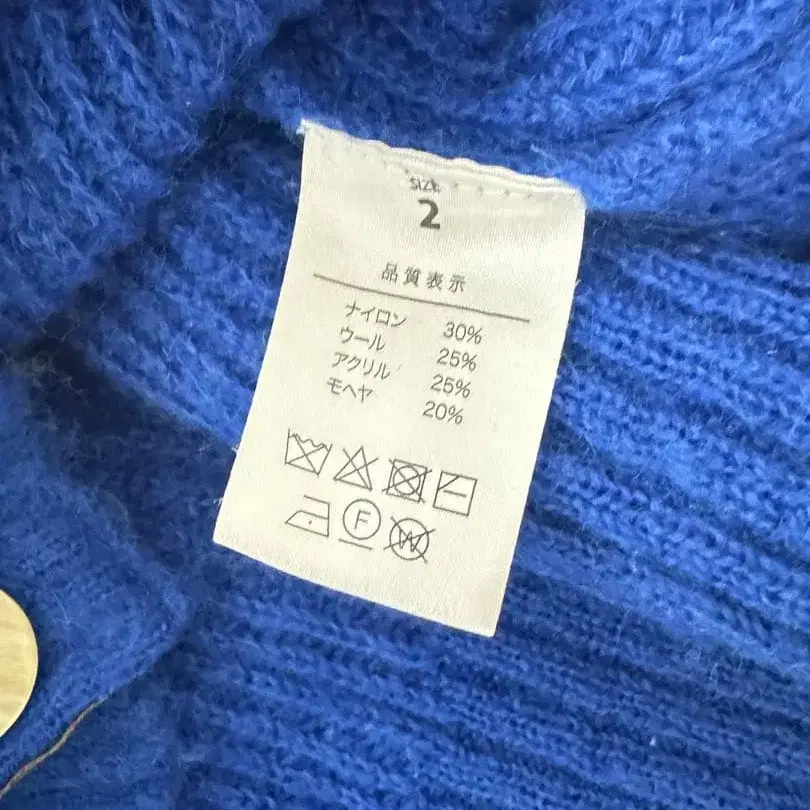 SIZE
2
品質表示
ナイロン 30%
ウール 25%
アクリル 25%
モヘヤ 20%
F W